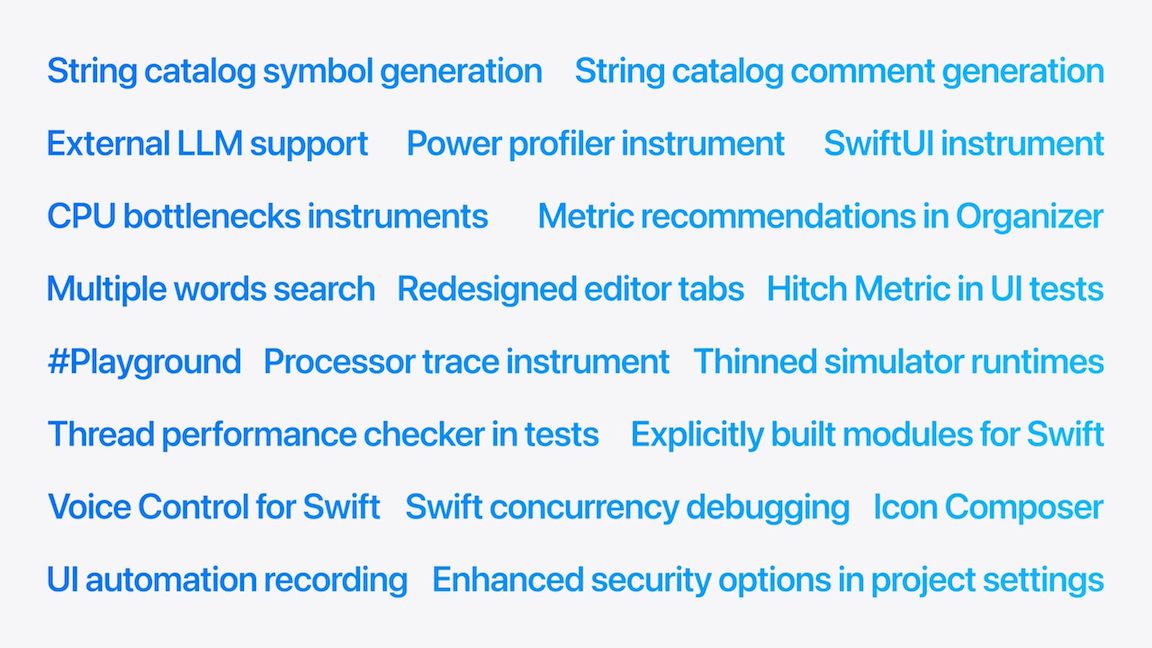 String catalog symbol generation String catalog comment generation
External LLM support Power profiler instrument SwiftUI instrument
CPU bottlenecks instruments Metric recommendations in Organizer
Multiple words search Redesigned editor tabs Hitch Metric in UI tests
#Playground Processor trace instrument Thinned simulator runtimes
Thread performance checker in tests Explicitly built modules for Swift
Voice Control for Swift Swift concurrency debugging Icon Composer
UI automation recording Enhanced security options in project settings